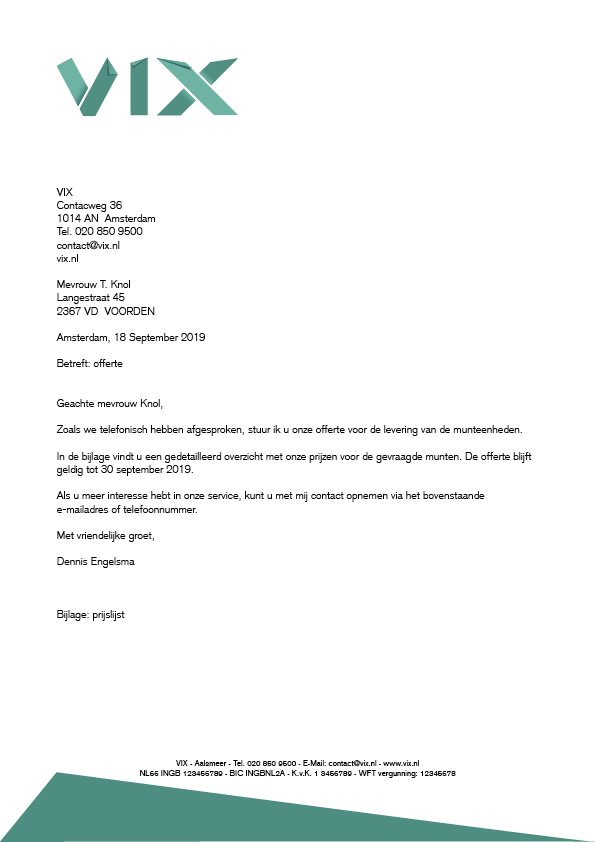 VIX
VIX
Contacweg 36
1014 AN  Amsterdam
Tel. 020 850 9500
contact@vix.nl
vix.nl
Mevrouw T. Knol
Langestraat 45
2367 VD  VOORDEN
Amsterdam, 18 September 2019
Betreft: offerte
Geachte mevrouw Knol,
Zoals we telefonisch hebben afgesproken, stuur ik u onze offerte voor de levering van de munteenheden.
In de bijlage vindt u een gedetailleerd overzicht met onze prijzen voor de gevraagde munten. De offerte blijft
geldig tot 30 september 2019.
Als u meer interesse hebt in onze service, kunt u met mij contact opnemen via het bovenstaande
e-mailadres of telefoonnummer.
Met vriendelijke groet,
Dennis Engelsma
Bijlage: prijslijst
VIX - Aalsmeer - Tel. 020 850 9500 - E-Mail: contact@vix.nl - www.vix.nl
NL66 INGB 123456789 - BIC INGBNL2A - K.v.K. 1 3456789 - WFT vergunning: 12345678